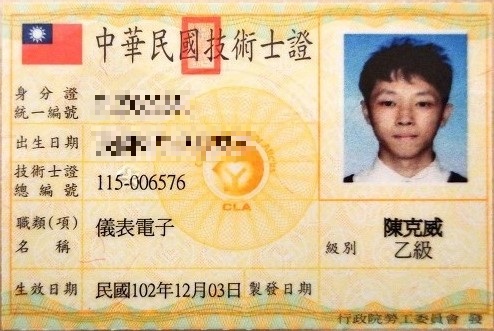 中華民國技術士證
身分證
統一編號
出生日期
技術士證
總編號 115-006576
職類(項)
名稱 儀表電子
陳克威
級別 乙級
生效日期 民國102年12月03日 製發日期
行政院勞工委員會 發
CLA